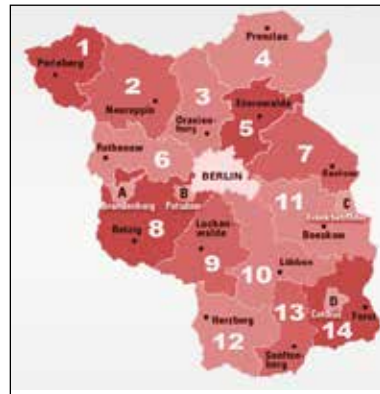 1
Prenzlau
4
Perleberg
2
3
Neuruppin
Eberswalde
5
Oranien-
burg
7
Rathenow
6
Seelow
BERLIN
A
B
C
Brandenburg
Potsdam
11
8
Lucken-
walde
Beeskow
Belzig
9
10
Lübben
D
Cottbus
Forst
13
14
Herzberg
12
Senften-
berg